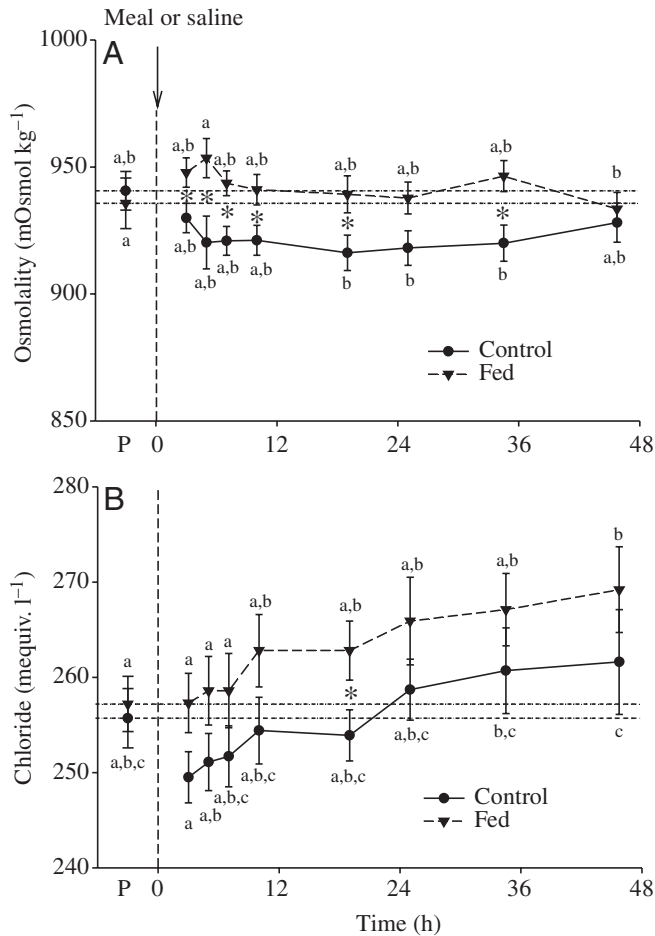 Meal or saline
1000
A
a
a,b a,b a,b a,b a,b a,b a,b b
950
* * * * * *
Osmolality (mOsmol kg–1)
a a,b a,b a,b a,b b b b a,b
900
Control
Fed
850
P 0 12 24 36 48
280
B
b
a,b a,b
270
a,b a,b
a a a a
Chloride (mequiv. l–1)
260
*
a,b,c a,b,c a,b,c a,b,c b,c c
250
a a,b a,b,c
Control
Fed
240
P 0 12 24 36 48
Time (h)